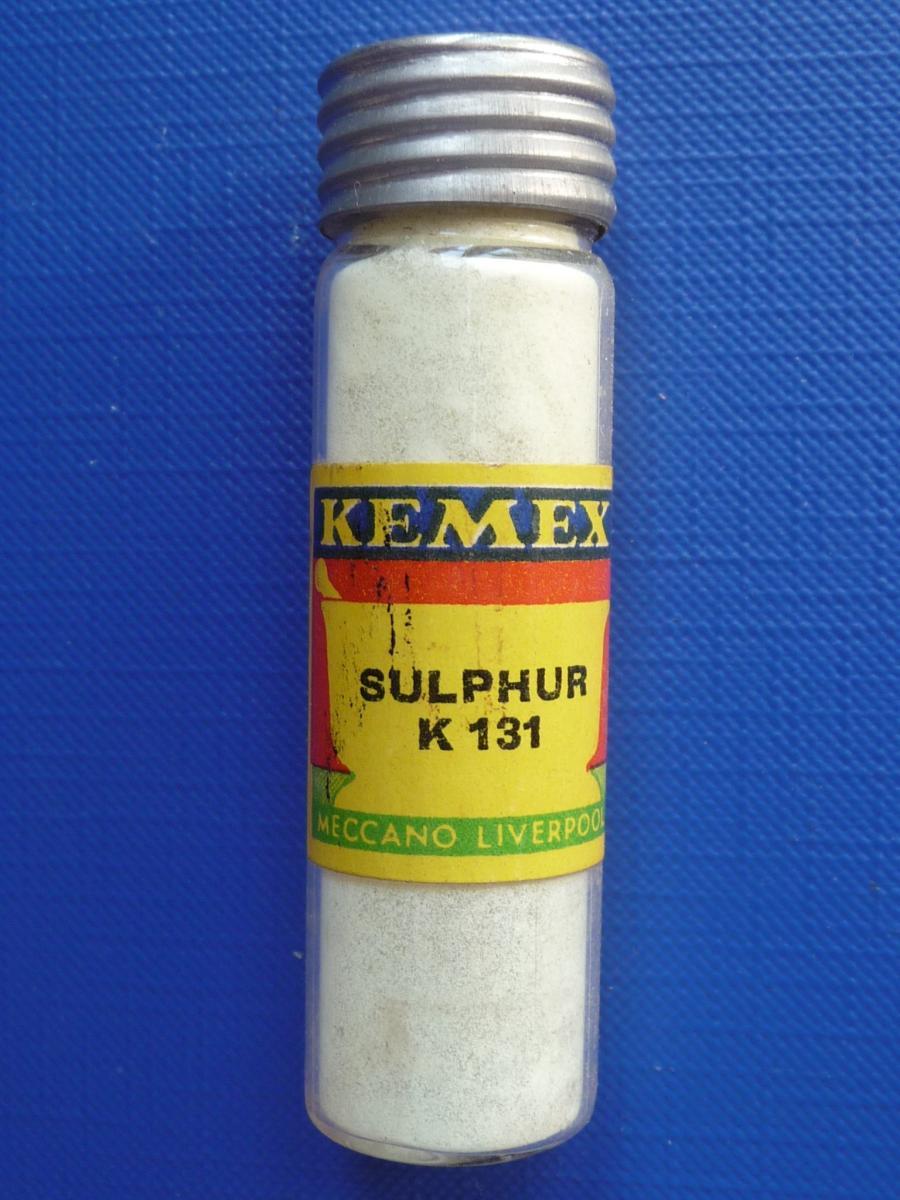 KEMEX
SULPHUR
K 131
MECCANO LIVERPOOL